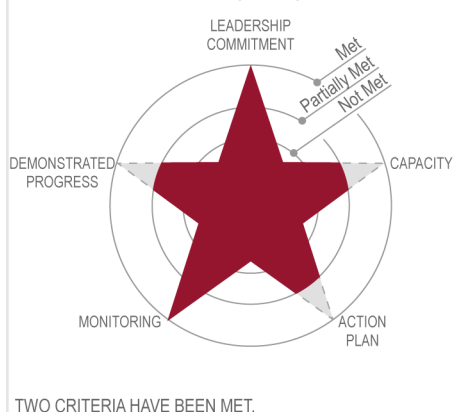 LEADERSHIP
COMMITMENT
Met
Partially Met
Not Met
DEMONSTRATED
PROGRESS
CAPACITY
MONITORING
ACTION
PLAN
TWO CRITERIA HAVE BEEN MET.